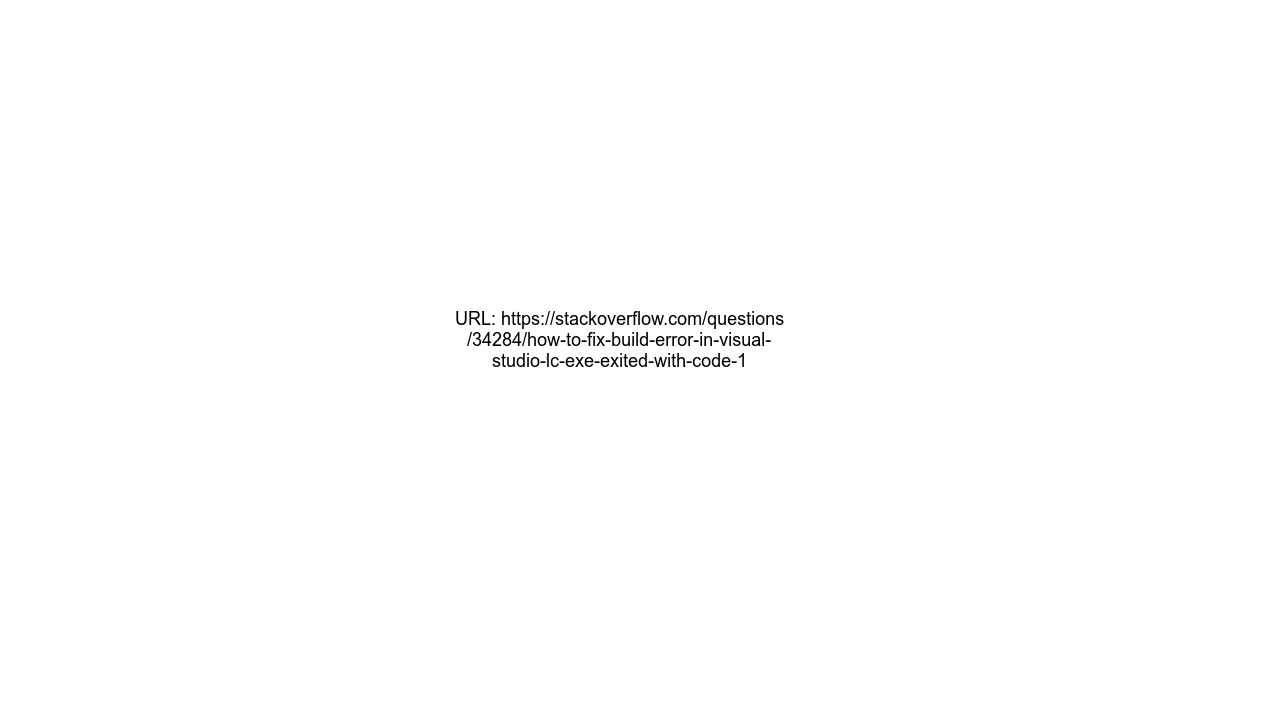 URL: https://stackoverflow.com/questions
/34284/how-to-fix-build-error-in-visual-
studio-lc-exe-exited-with-code-1